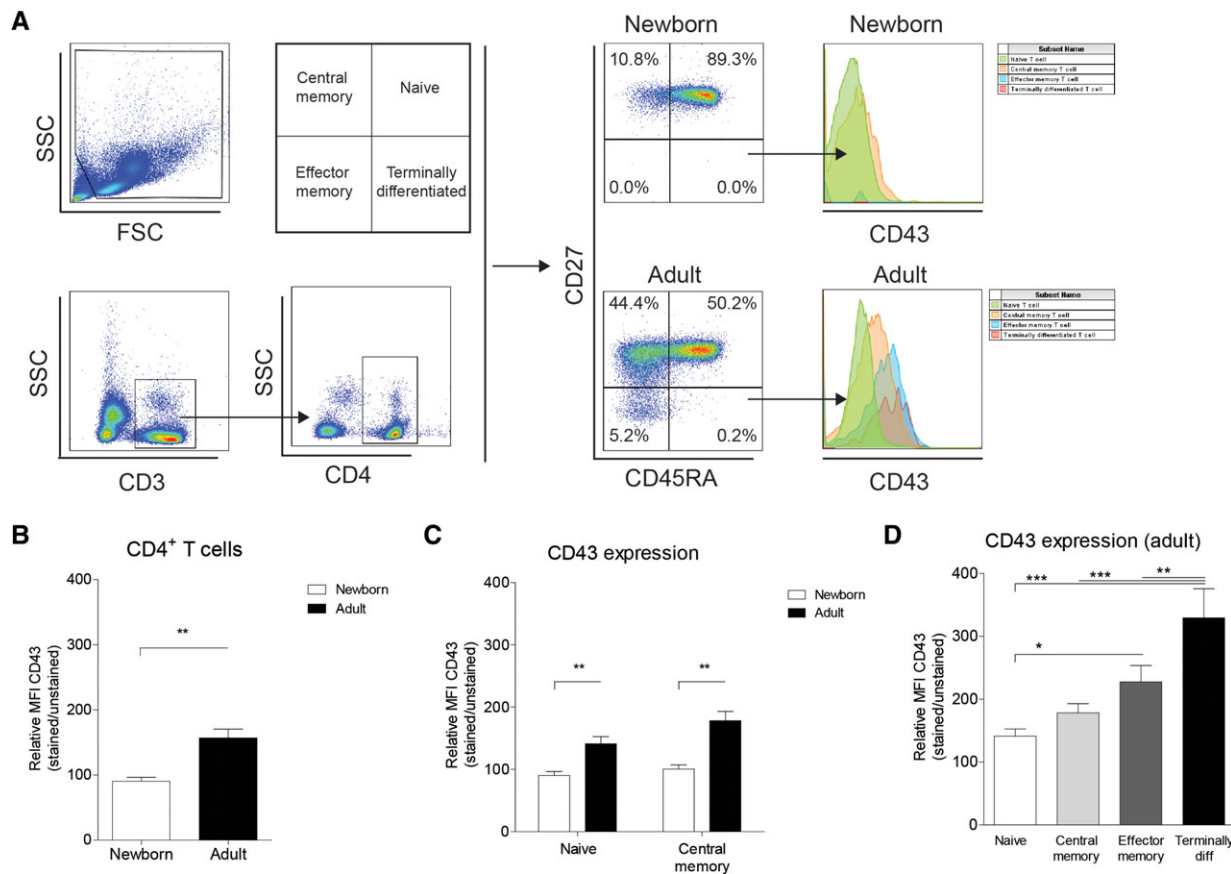 A
SSC
FSC
Central
memory
Naive
Effector
memory
Terminally
differentiated
SSC
CD3
SSC
CD4
CD27
CD45RA
Newborn
10.8%
89.3%
0.0%
0.0%
Newborn
CD43
Subset Name
Naive T cell
Central memory T cell
Effector memory T cell
Terminally differentiated T cell
Adult
44.4%
50.2%
5.2%
0.2%
Adult
CD43
Subset Name
Naive T cell
Central memory T cell
Effector memory T cell
Terminally differentiated T cell
B
CD4+ T cells
Relative MFI CD43
(stained/unstained)
400
300
200
100
0
**
Newborn
Adult
Newborn
Adult
C
CD43 expression
Relative MFI CD43
(stained/unstained)
400
300
200
100
0
**
**
Naive
Central
memory
Newborn
Adult
D
CD43 expression (adult)
Relative MFI CD43
(stained/unstained)
400
300
200
100
0
***
***
**
*
Naive
Central
memory
Effector
memory
Terminally
diff